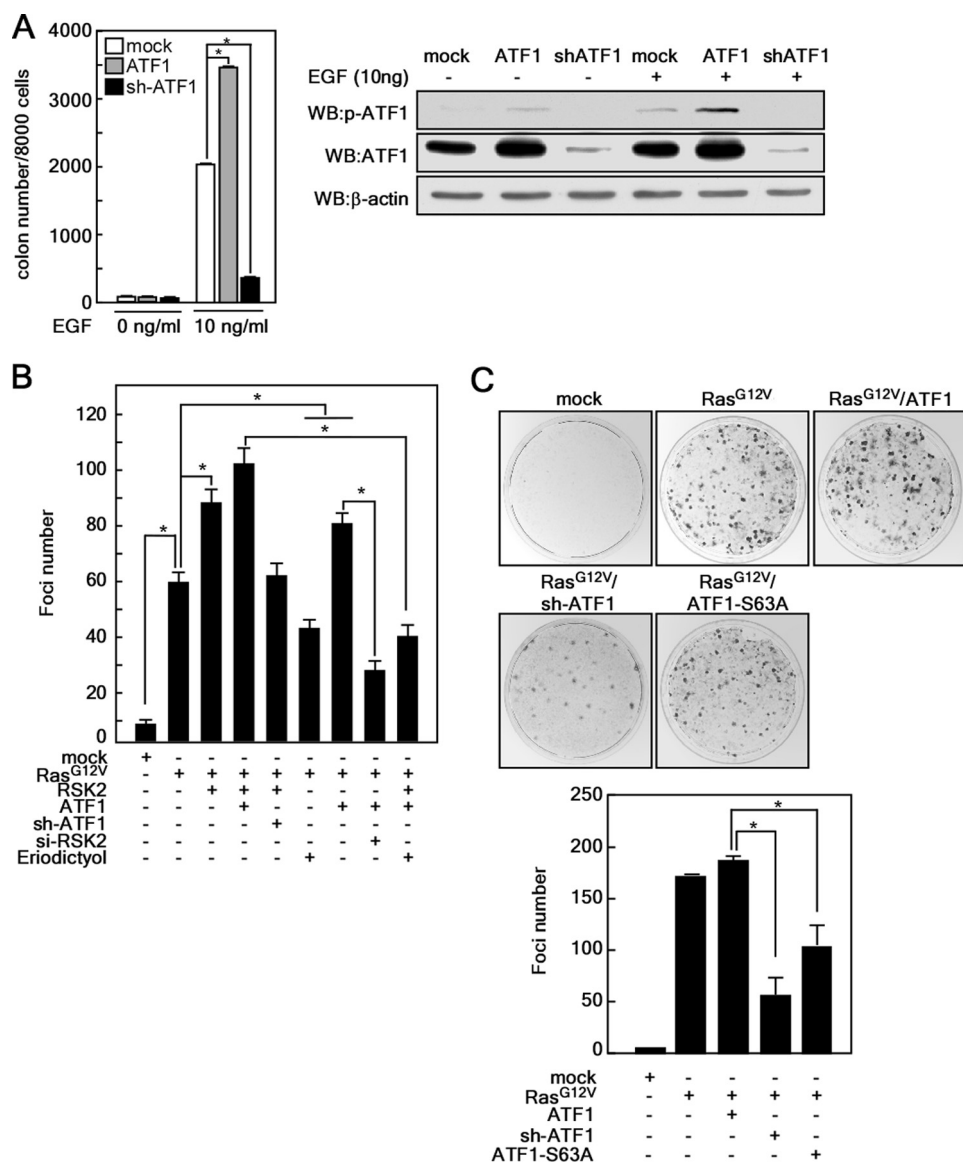 A
colon number/8000 cells
4000
3500
3000
2000
1000
0
mock
ATF1
sh-ATF1
* *
EGF 0 ng/ml 10 ng/ml
mock ATF1 shATF1 mock ATF1 shATF1
EGF (10ng) - - - + + +
WB:p-ATF1
WB:ATF1
WB:β-actin
B
Foci number
120
100
80
60
40
20
0
* * * * *
mock + - - - - - - - -
RasG12V - + + + + + + + +
RSK2 - - + + + - - - +
ATF1 - - - + - - + + +
sh-ATF1 - - - - + - - - -
si-RSK2 - - - - - - - + -
Eriodictyol - - - - - + - - +
C
mock RasG12V RasG12V/ATF1
RasG12V/ RasG12V/
sh-ATF1 ATF1-S63A
Foci number
250
200
150
100
50
0
* *
mock + - - - -
RasG12V - + + + +
ATF1 - - + - -
sh-ATF1 - - - + -
ATF1-S63A - - - - +